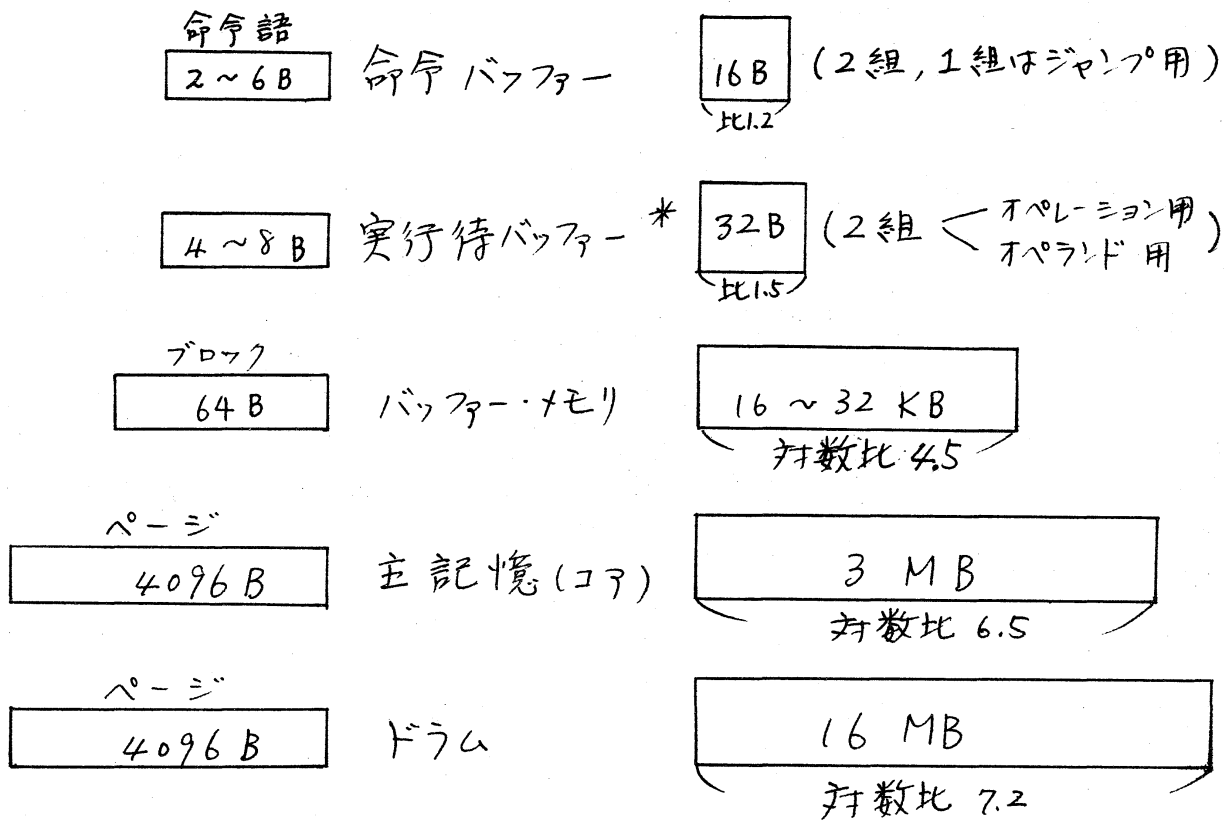 命令語
2～6B 命令バッファー 16B (2組,1組はジャンプ用)
比1.2
4～8B 実行待バッファー * 32B (2組 < オペレーション用
オペランド用 )
比1.5
ブロック
64B バッファー・メモリ 16～32KB
対数比 4.5
ページ
4096B 主記憶(コア) 3MB
対数比 6.5
ページ
4096B ドラム 16MB
対数比 7.2